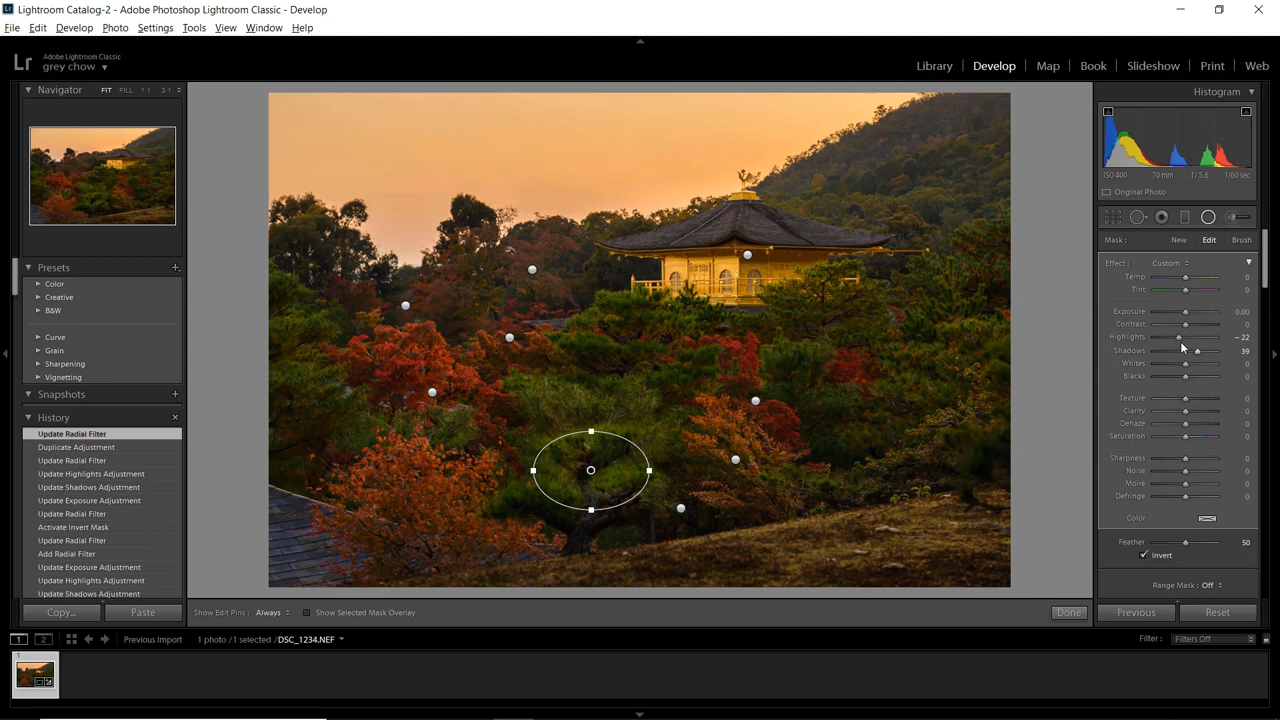 Lightroom Catalog-2 - Adobe Photoshop Lightroom Classic - Develop
File Edit Develop Photo Settings Tools View Window Help
Lr Adobe Lightroom Classic
grey chow
Library Develop Map Book Slideshow Print Web
Navigator FIT FILL 1:1 3:1
Histogram
ISO 400 70 mm f / 5.6 1/60 sec
Original Photo
Mask : New Edit Brush
Effect : Custom
Temp 0
Tint 0
Exposure 0.00
Contrast 0
Highlights – 22
Shadows 39
Whites 0
Blacks 0
Texture 0
Clarity 0
Dehaze 0
Saturation 0
Sharpness 0
Noise 0
Moiré 0
Defringe 0
Color
Feather 50
Invert
Range Mask : Off
Previous Reset
Presets +
Color
Creative
B&W
Curve
Grain
Sharpening
Vignetting
Snapshots +
History ×
Update Radial Filter
Duplicate Adjustment
Update Radial Filter
Update Highlights Adjustment
Update Shadows Adjustment
Update Exposure Adjustment
Update Radial Filter
Activate Invert Mask
Update Radial Filter
Add Radial Filter
Update Exposure Adjustment
Update Highlights Adjustment
Update Shadows Adjustment
Copy... Paste
Show Edit Pins : Always Show Selected Mask Overlay Done
1 2 Previous Import 1 photo / 1 selected / DSC_1234.NEF Filter : Filters Off
1